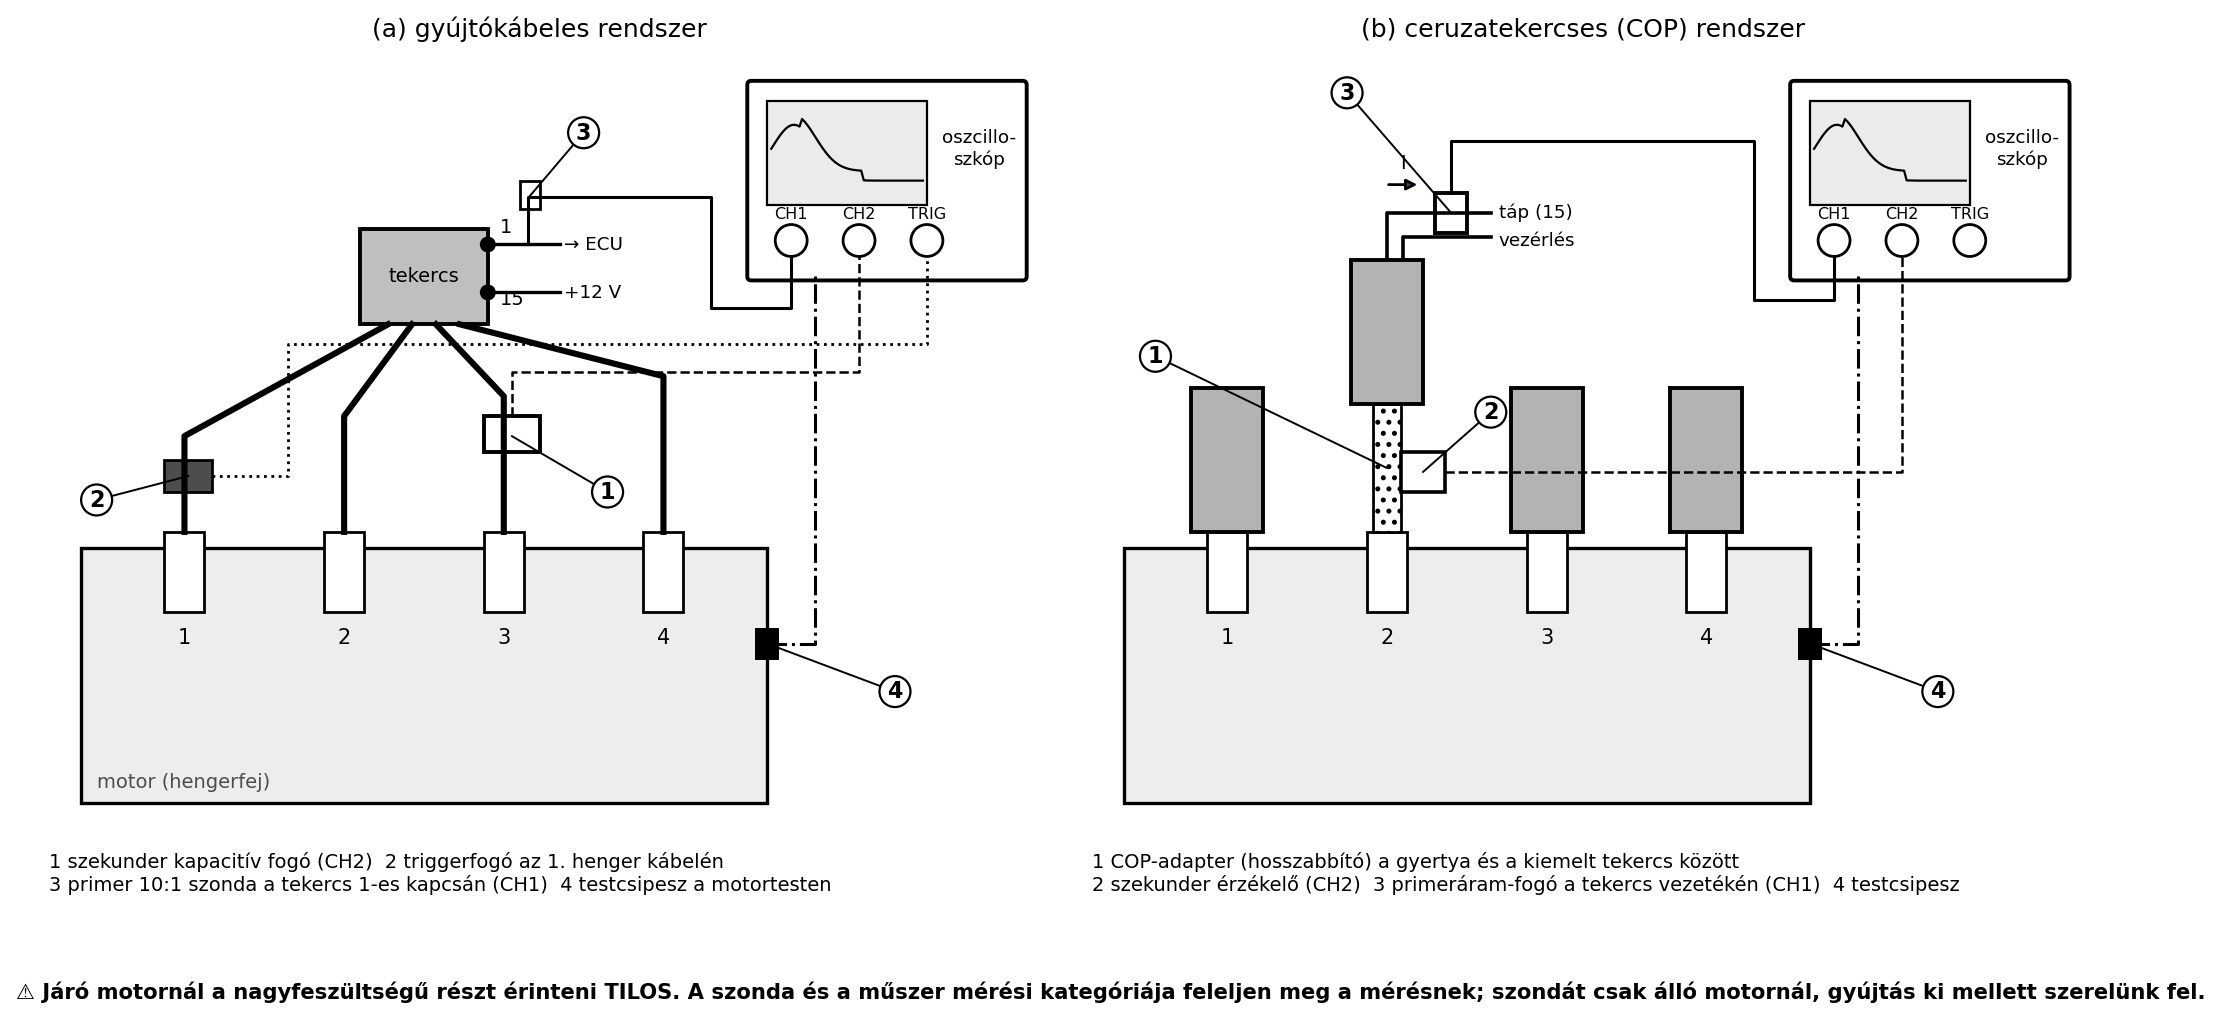 (a) gyújtókábeles rendszer
3
oszcillo-
szkóp
CH1 CH2 TRIG
1
→ ECU
tekercs
15
+12 V
1
2
1 2 3 4
4
motor (hengerfej)
1 szekunder kapacitív fogó (CH2)  2 triggerfogó az 1. henger kábelén
3 primer 10:1 szonda a tekercs 1-es kapcsán (CH1)  4 testcsipesz a motortesten
(b) ceruzatekercses (COP) rendszer
3
oszcillo-
szkóp
I
CH1 CH2 TRIG
táp (15)
vezérlés
1
2
1 2 3 4
4
1 COP-adapter (hosszabbító) a gyertya és a kiemelt tekercs között
2 szekunder érzékelő (CH2)  3 primeráram-fogó a tekercs vezetékén (CH1)  4 testcsipesz
⚠ Járó motornál a nagyfeszültségű részt érinteni TILOS. A szonda és a műszer mérési kategóriája feleljen meg a mérésnek; szondát csak álló motornál, gyújtás ki mellett szerelünk fel.